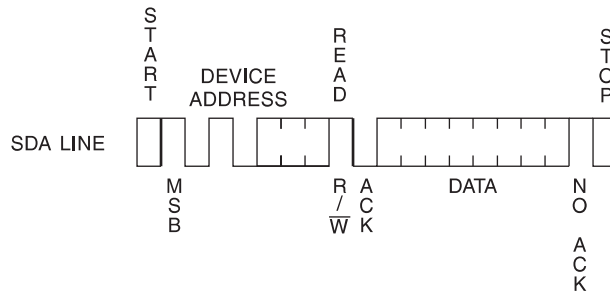 START
READ
STOP
DEVICE
ADDRESS
SDA LINE
MSB
R/W
ACK
DATA
NO ACK